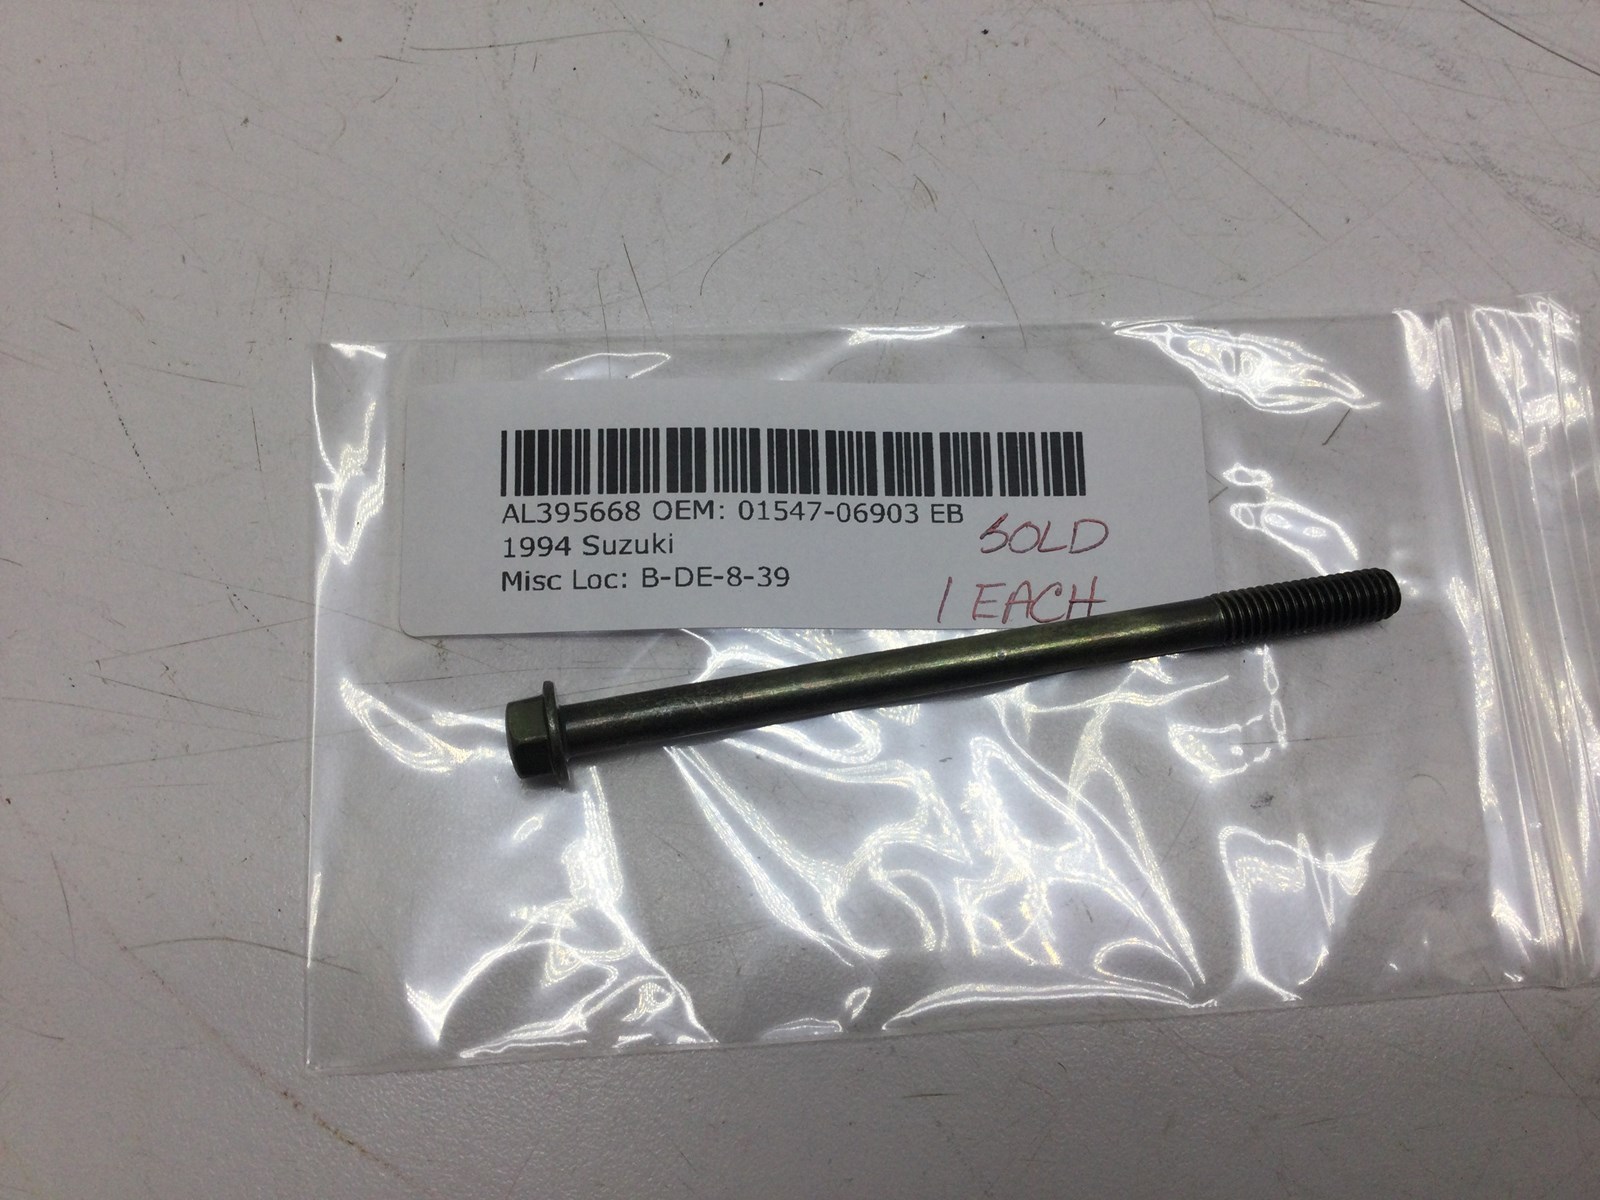 AL395668 OEM: 01547-06903 EB
1994 Suzuki
SOLD
Misc Loc: B-DE-8-39
1 EACH